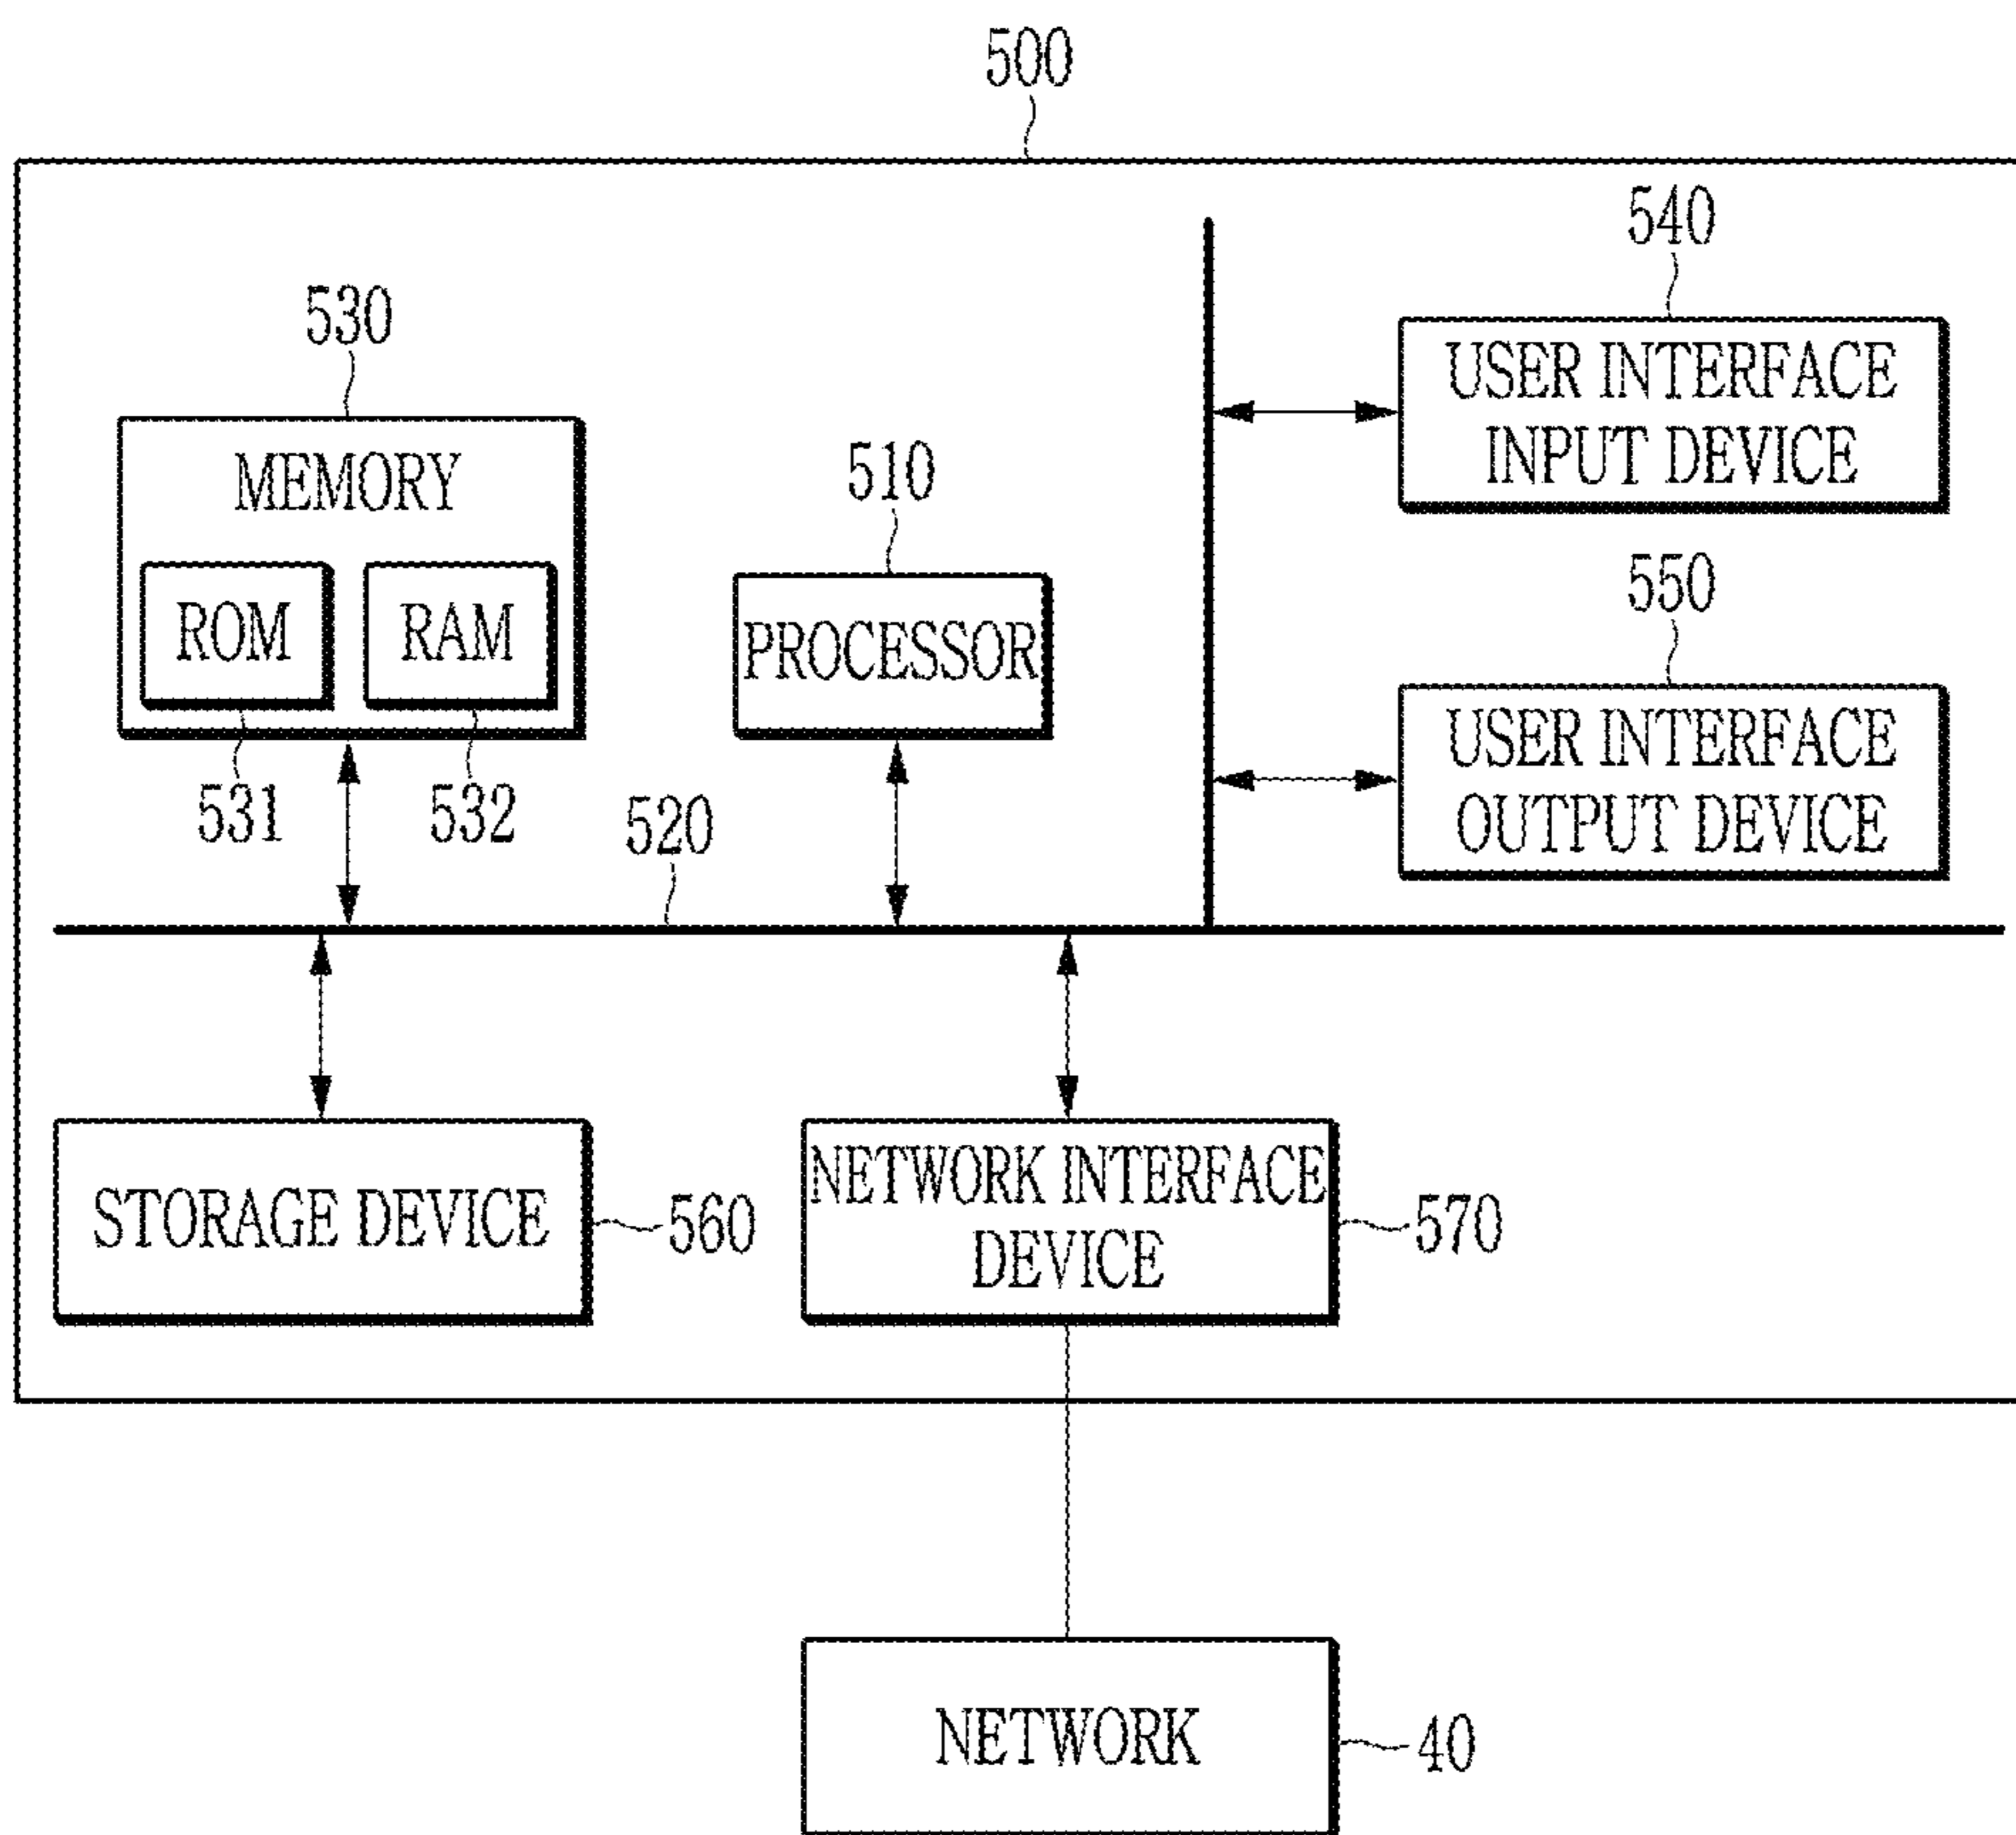 500
540
530
USER INTERFACE
INPUT DEVICE
MEMORY
510
ROM
RAM
PROCESSOR
550
USER INTERFACE
OUTPUT DEVICE
531
532
520
STORAGE DEVICE
560
NETWORK INTERFACE
DEVICE
570
NETWORK
40